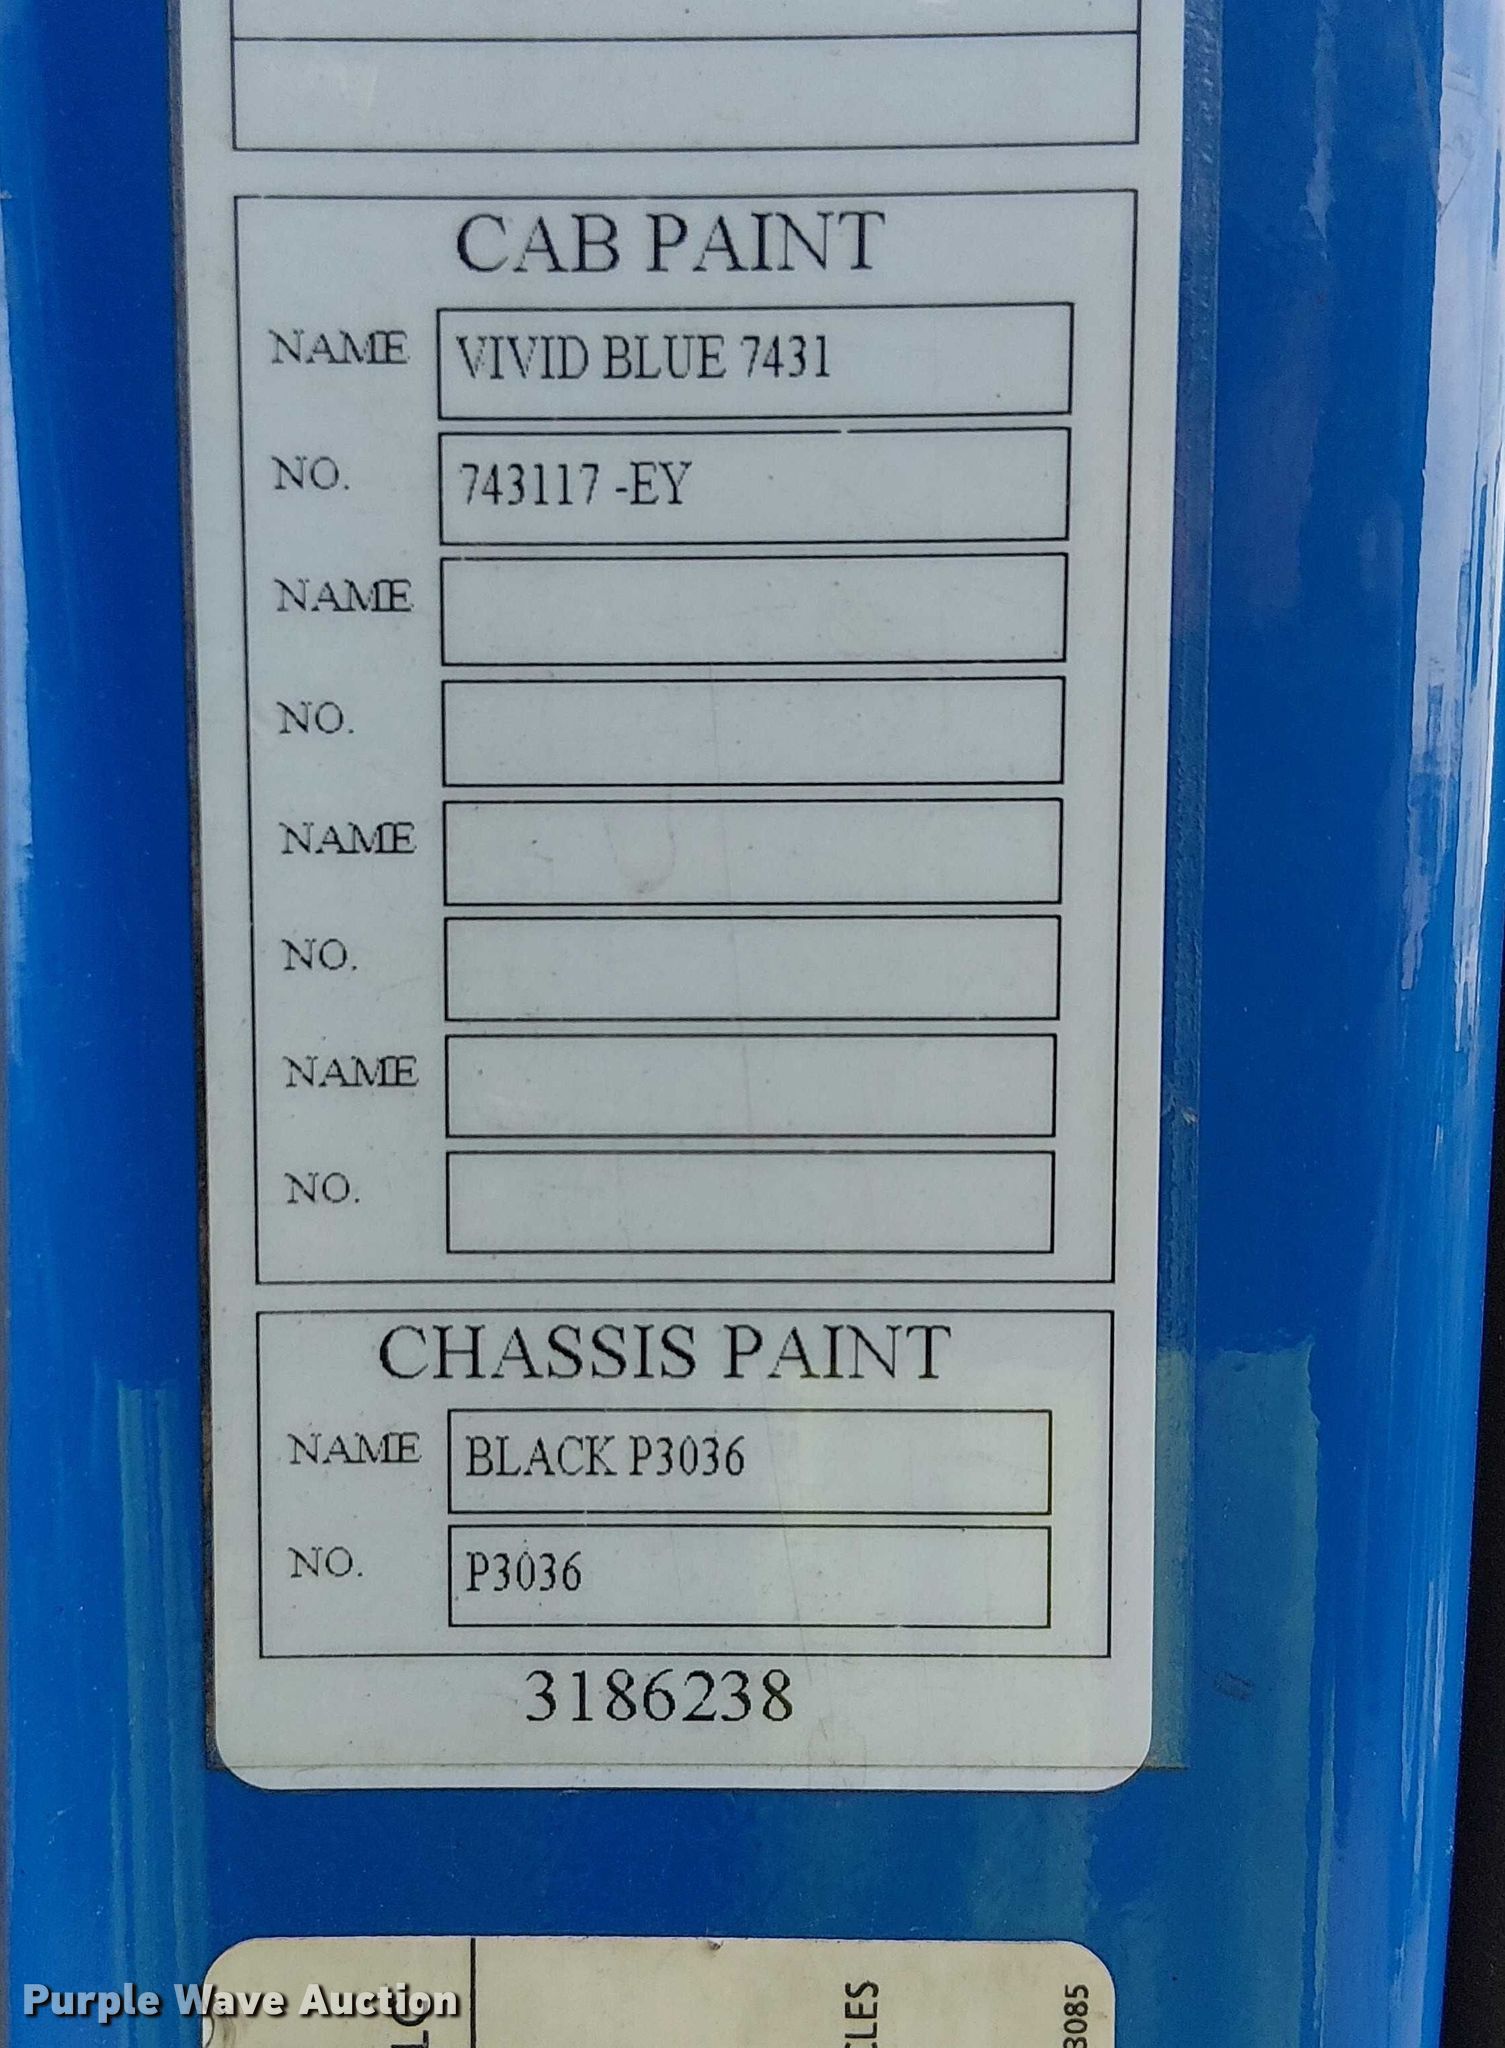 CAB PAINT
NAME VIVID BLUE 7431
NO. 743117 -EY
NAME
NO.
NAME
NO.
NAME
NO.
CHASSIS PAINT
NAME BLACK P3036
NO. P3036
3186238
Purple Wave Auction
LC
CLES
3085